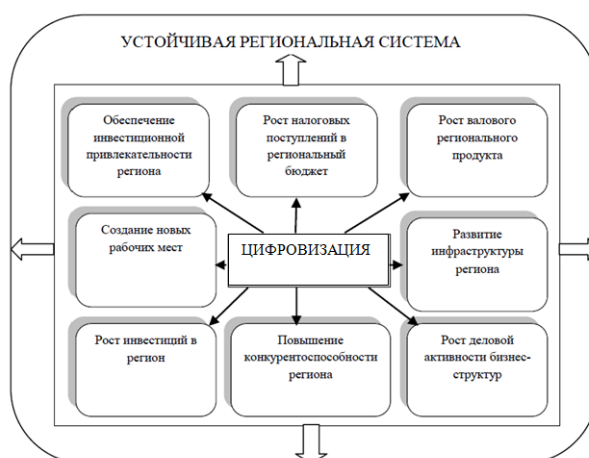 УСТОЙЧИВАЯ РЕГИОНАЛЬНАЯ СИСТЕМА
Обеспечение
инвестиционной
привлекательности
региона
Рост налоговых
поступлений в
региональный
бюджет
Рост валового
регионального
продукта
Создание новых
рабочих мест
ЦИФРОВИЗАЦИЯ
Развитие
инфраструктуры
региона
Рост инвестиций в
регион
Повышение
конкурентоспособности
региона
Рост деловой
активности бизнес-
структур